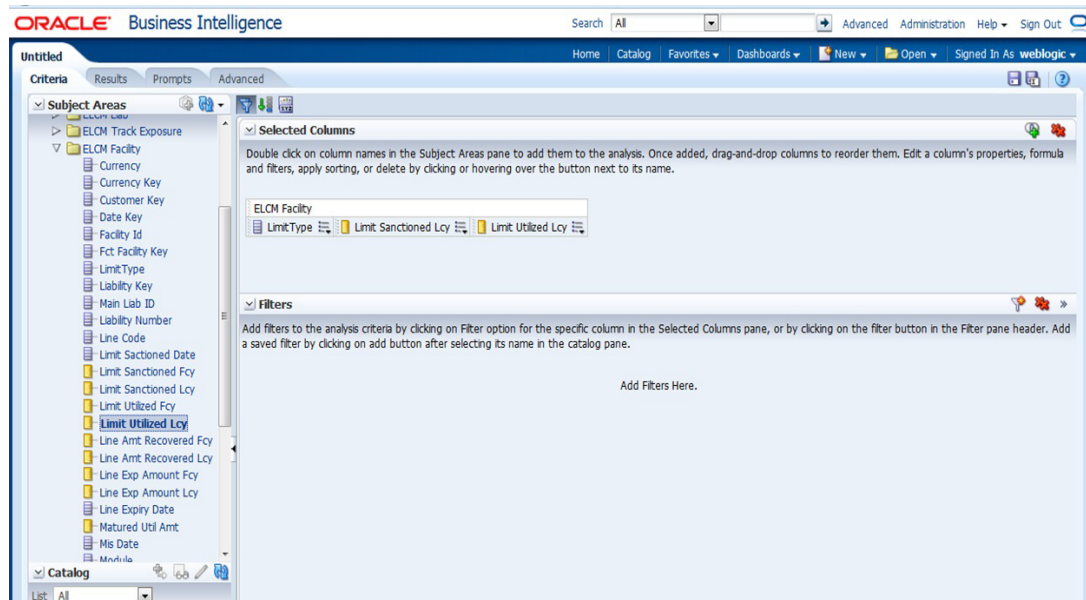 ORACLE Business Intelligence
Search All Advanced Administration Help Sign Out
Untitled
Home Catalog Favorites Dashboards New Open Signed In As weblogic
Criteria Results Prompts Advanced
Subject Areas
ELCM Track Exposure
ELCM Facility
Currency
Currency Key
Customer Key
Date Key
Facility Id
Fct Facility Key
LimitType
Liability Key
Main Liab ID
Liability Number
Line Code
Limit Sactioned Date
Limit Sanctioned Fcy
Limit Sanctioned Lcy
Limit Utilized Fcy
Limit Utilized Lcy
Line Amt Recovered Fcy
Line Amt Recovered Lcy
Line Exp Amount Fcy
Line Exp Amount Lcy
Line Expiry Date
Matured Util Amt
Mis Date
Module
Catalog
List All
Selected Columns
Double click on column names in the Subject Areas pane to add them to the analysis. Once added, drag-and-drop columns to reorder them. Edit a column's properties, formula
and filters, apply sorting, or delete by clicking or hovering over the button next to its name.
ELCM Facility
LimitType Limit Sanctioned Lcy Limit Utilized Lcy
Filters
Add filters to the analysis criteria by clicking on Filter option for the specific column in the Selected Columns pane, or by clicking on the filter button in the Filter pane header. Add
a saved filter by clicking on add button after selecting its name in the catalog pane.
Add Filters Here.